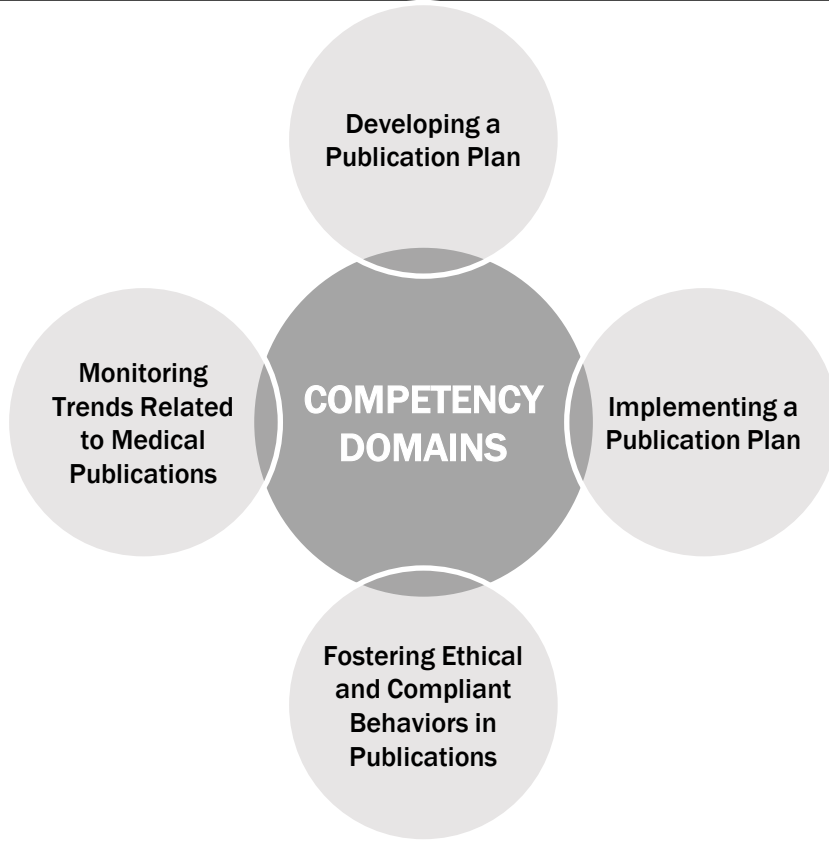 Developing a
Publication Plan
Monitoring
Trends Related
to Medical
Publications
COMPETENCY
DOMAINS
Implementing a
Publication Plan
Fostering Ethical
and Compliant
Behaviors in
Publications